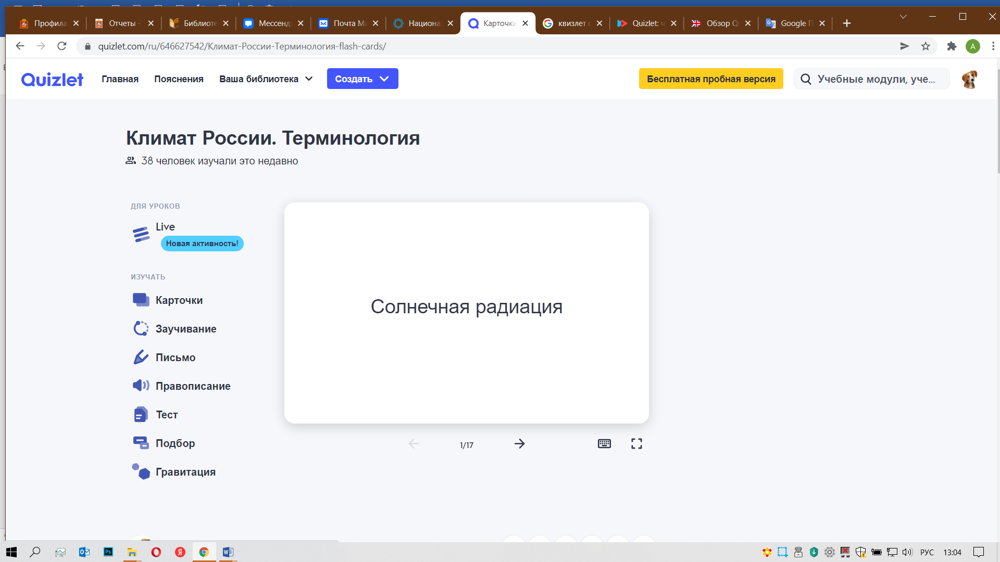 Профила
Отчеты -
Библиоте
Мессенд
Почта Ма
Национа
Карточки
квизлет
Quizlet: ч
Обзор Q
Google П
quizlet.com/ru/646627542/Климат-России-Терминология-flash-cards/
A
Quizlet
Главная
Пояснения
Ваша библиотека
Создать
Бесплатная пробная версия
Учебные модули, уче...
Климат России. Терминология
38 человек изучали это недавно
ДЛЯ УРОКОВ
Live
Новая активность!
ИЗУЧАТЬ
Карточки
Заучивание
Письмо
Правописание
Тест
Подбор
Гравитация
Солнечная радиация
1/17
РУС
13:04